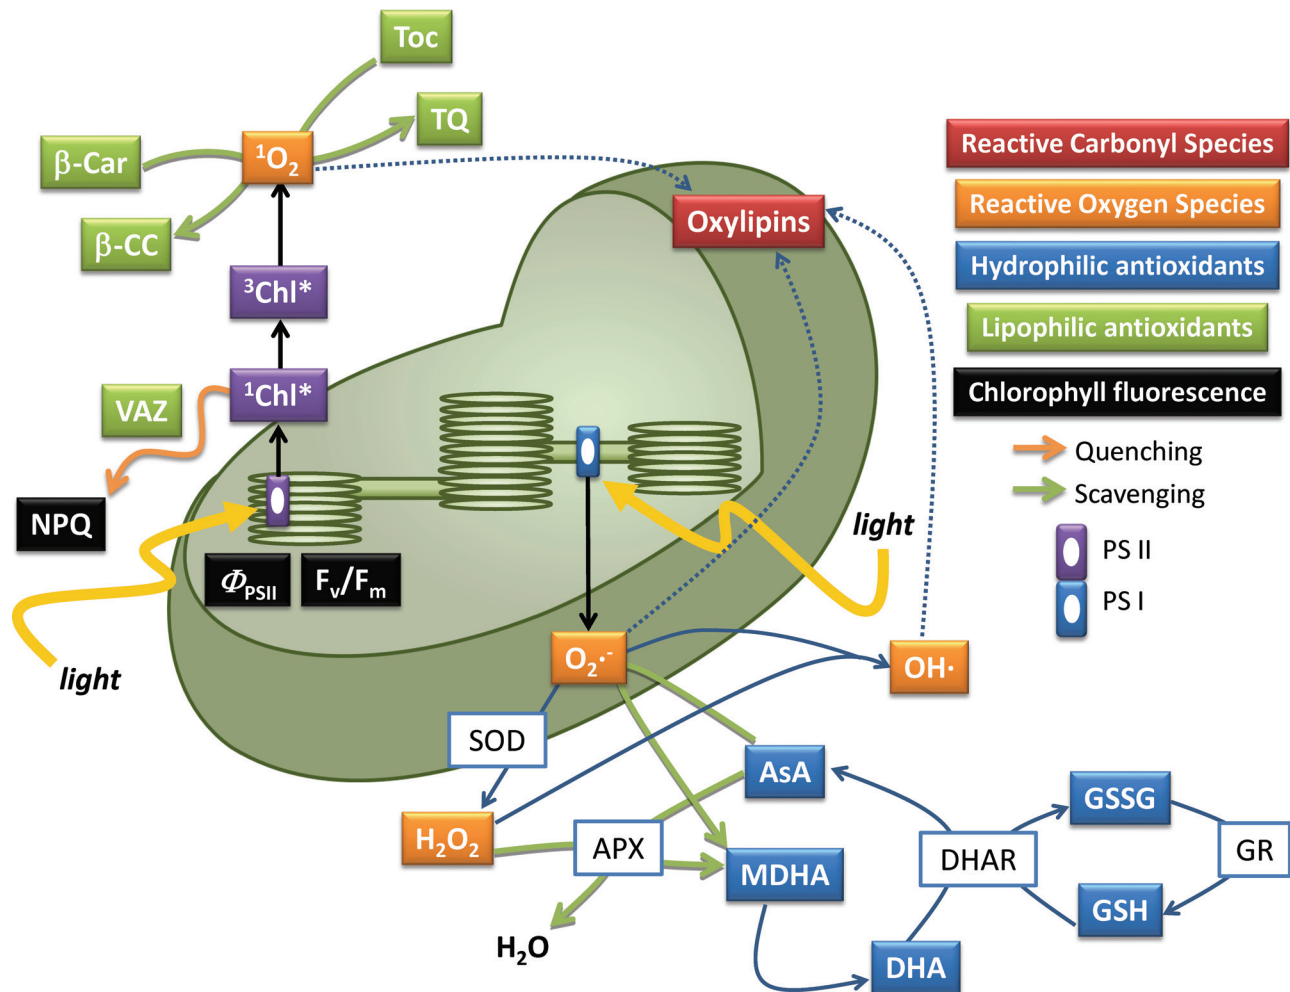 Toc
TQ
β-Car
¹O₂
β-CC
³Chl*
¹Chl*
VAZ
NPQ
Φ_PSII
Fᵥ/Fₘ
light
Oxylipins
light
O₂·⁻
OH·
SOD
AsA
H₂O₂
APX
MDHA
H₂O
DHA
DHAR
GSSG
GR
GSH
Reactive Carbonyl Species
Reactive Oxygen Species
Hydrophilic antioxidants
Lipophilic antioxidants
Chlorophyll fluorescence
Quenching
Scavenging
PS II
PS I